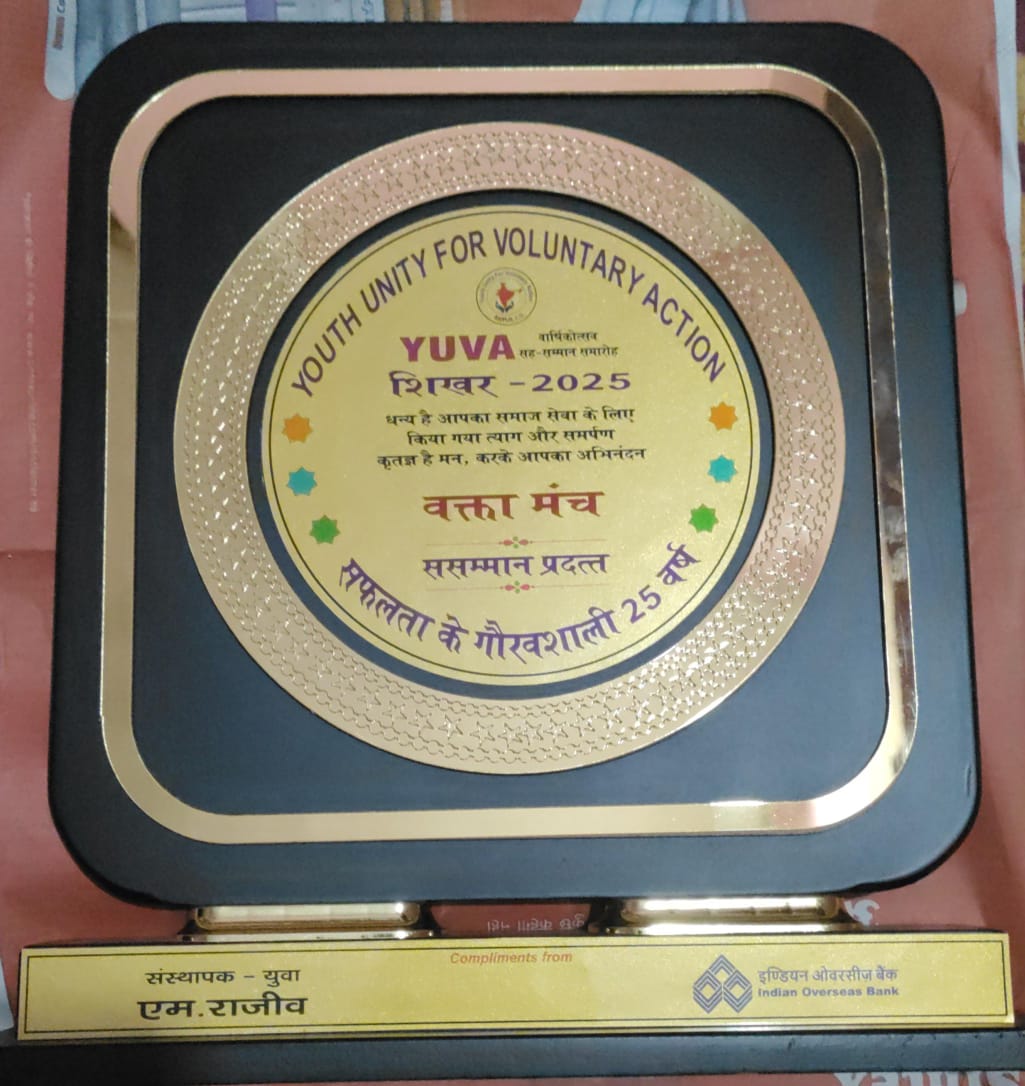 YOUTH UNITY FOR VOLUNTARY ACTION
YUVA वार्षिकोत्सव
सह-सम्मान समारोह
शिखर - 2025
धन्य है आपका समाज सेवा के लिए
किया गया त्याग और समर्पण
कृतज्ञ है मन, करके आपका अभिनंदन
वक्ता मंच
ससम्मान प्रदत्त
सफलता के गौरवशाली 25 वर्ष
Compliments from
संस्थापक - युवा
एम.राजीव
इण्डियन ओवरसीज़ बैंक
Indian Overseas Bank